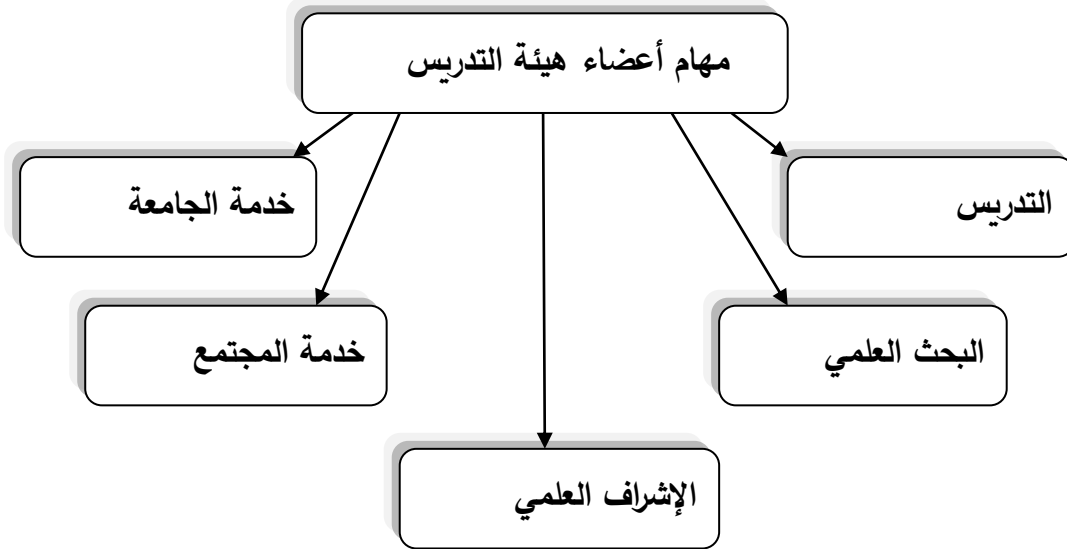 مهام أعضاء هيئة التدريس
التدريس
خدمة الجامعة
البحث العلمي
خدمة المجتمع
الإشراف العلمي